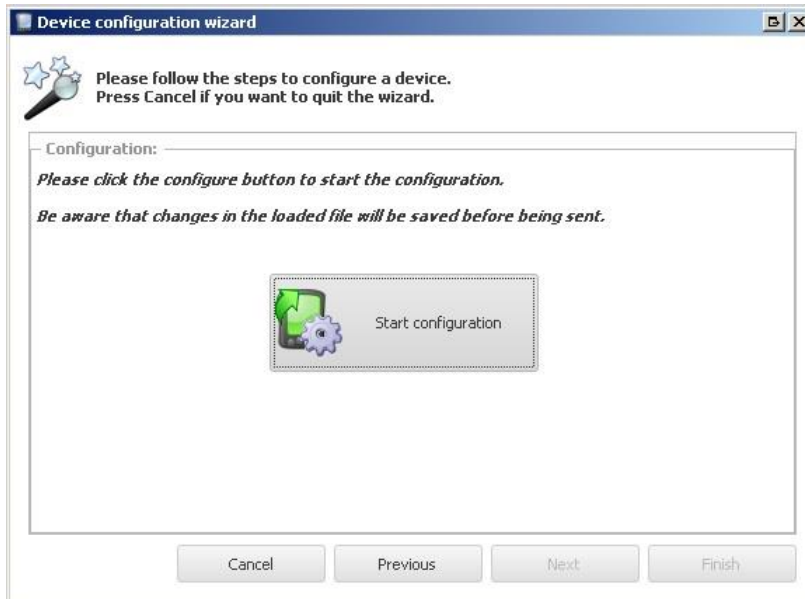 Device configuration wizard
Please follow the steps to configure a device.
Press Cancel if you want to quit the wizard.
Configuration:
Please click the configure button to start the configuration.
Be aware that changes in the loaded file will be saved before being sent.
Start configuration
Cancel Previous Next Finish